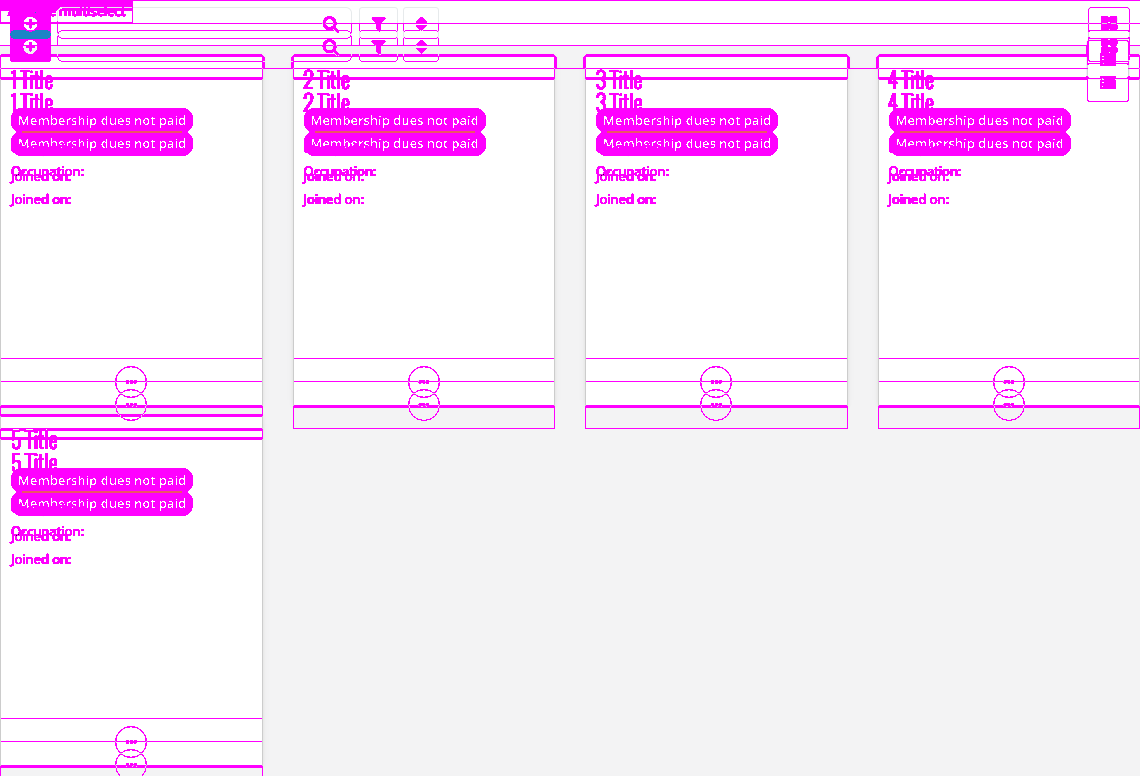 multiselect
1 Title
1 Title
Membership dues not paid
Membership dues not paid
Occupation:
Joined on:
Joined on:
2 Title
2 Title
Membership dues not paid
Membership dues not paid
Occupation:
Joined on:
Joined on:
3 Title
3 Title
Membership dues not paid
Membership dues not paid
Occupation:
Joined on:
Joined on:
4 Title
4 Title
Membership dues not paid
Membership dues not paid
Occupation:
Joined on:
Joined on:
5 Title
5 Title
Membership dues not paid
Membership dues not paid
Occupation:
Joined on:
Joined on: